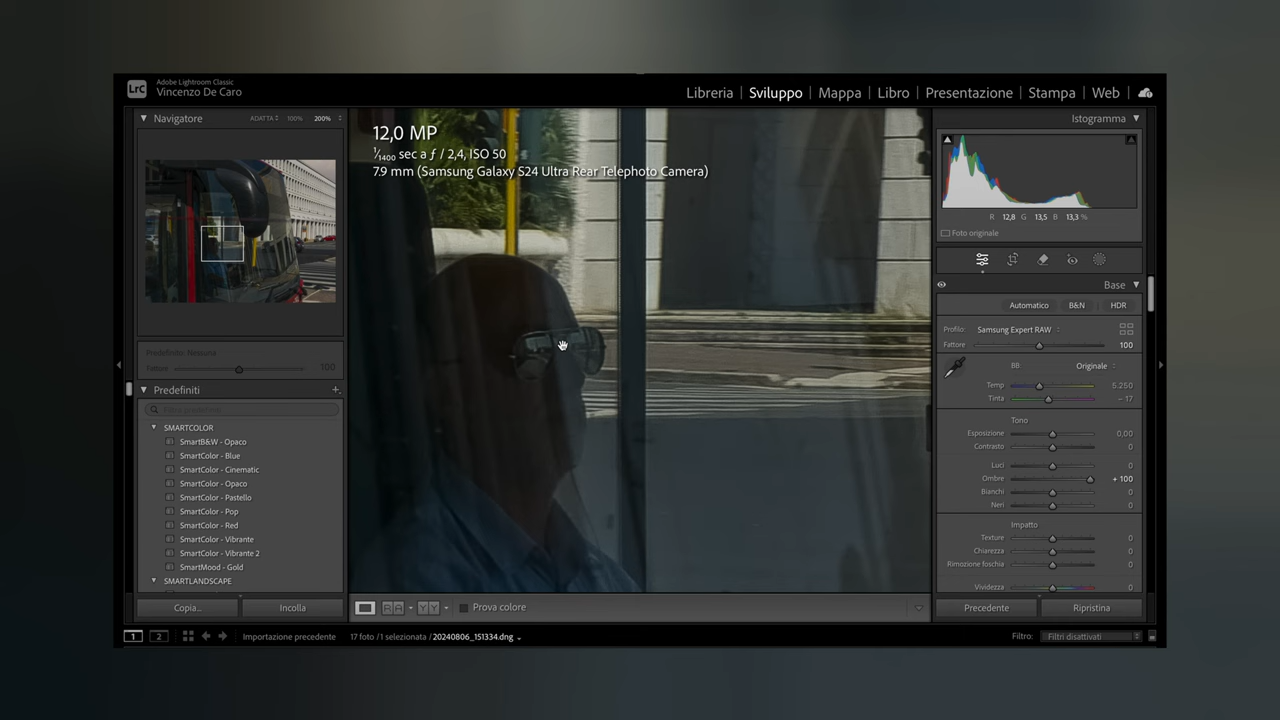 LrC
Adobe Lightroom Classic
Vincenzo De Caro
Libreria | Sviluppo | Mappa | Libro | Presentazione | Stampa | Web
Navigatore ADATTA 100% 200%
Predefiniti: Nessuna
Fattore 100
Predefiniti
SMARTCOLOR
SmartB&W - Opaco
SmartColor - Blue
SmartColor - Cinematic
SmartColor - Opaco
SmartColor - Pastello
SmartColor - Pop
SmartColor - Red
SmartColor - Vibrante
SmartColor - Vibrante 2
SmartMood - Gold
SMARTLANDSCAPE
Copia... Incolla
12,0 MP
1/1400 sec a ƒ / 2,4, ISO 50
7.9 mm (Samsung Galaxy S24 Ultra Rear Telephoto Camera)
Prova colore
Istogramma
R 12,8 G 13,5 B 13,3 %
Foto originale
Base
Automatico B&N HDR
Profilo: Samsung Expert RAW
Fattore 100
BB: Originale
Temp 5.250
Tinta - 17
Tono
Esposizione 0,00
Contrasto 0
Luci 0
Ombre + 100
Bianchi 0
Neri 0
Impatto
Texture 0
Chiarezza 0
Rimozione foschia 0
Vividezza 0
Precedente Ripristina
1 2 Importazione precedente 17 foto /1 selezionata /20240806_151334.dng Filtro: Filtri disattivati